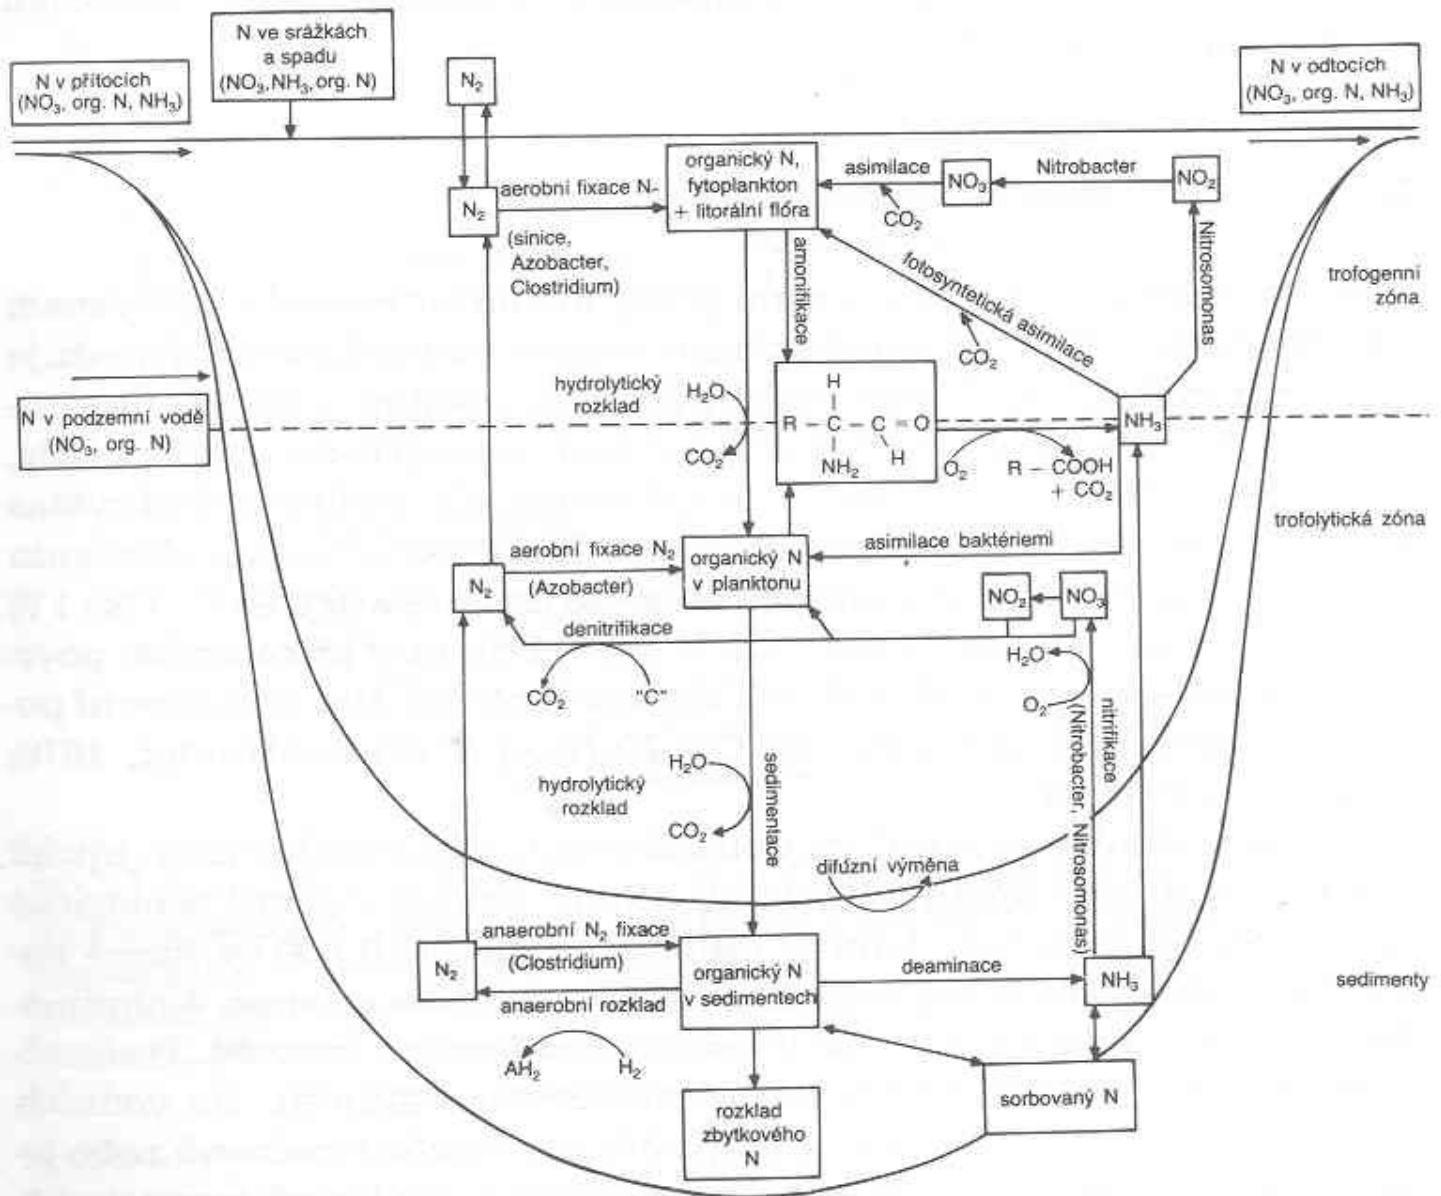 N ve srážkách
a spadu
(NO₃,NH₃, org. N)
N v přítocích
(NO₃, org. N, NH₃)
N₂
N v odtocích
(NO₃, org. N, NH₃)
organický N,
fytoplankton
+ litorální flóra
asimilace
NO₃
Nitrobacter
NO₂
CO₂
N₂
aerobní fixace N
(sinice,
Azobacter,
Clostridium)
amonifikace
fotosyntetická asimilace
CO₂
Nitrosomonas
trofogenní
zóna
hydrolytický
rozklad
H₂O
CO₂
H
R – C – C = O
NH₂
H
O₂
R – COOH
+ CO₂
NH₃
N v podzemní vodě
(NO₃, org. N)
trofolytická zóna
asimilace baktériemi
aerobní fixace N₂
(Azobacter)
N₂
organický N
v planktonu
NO₂
NO₃
denitrifikace
CO₂
"C"
H₂O
O₂
nitrifikace
(Nitrobacter, Nitrosomonas)
hydrolytický
rozklad
H₂O
CO₂
sedimentace
difúzní výměna
N₂
anaerobní N₂ fixace
(Clostridium)
anaerobní rozklad
AH₂
H₂
organický N
v sedimentech
deaminace
NH₃
sedimenty
sorbovaný N
rozklad
zbytkového
N